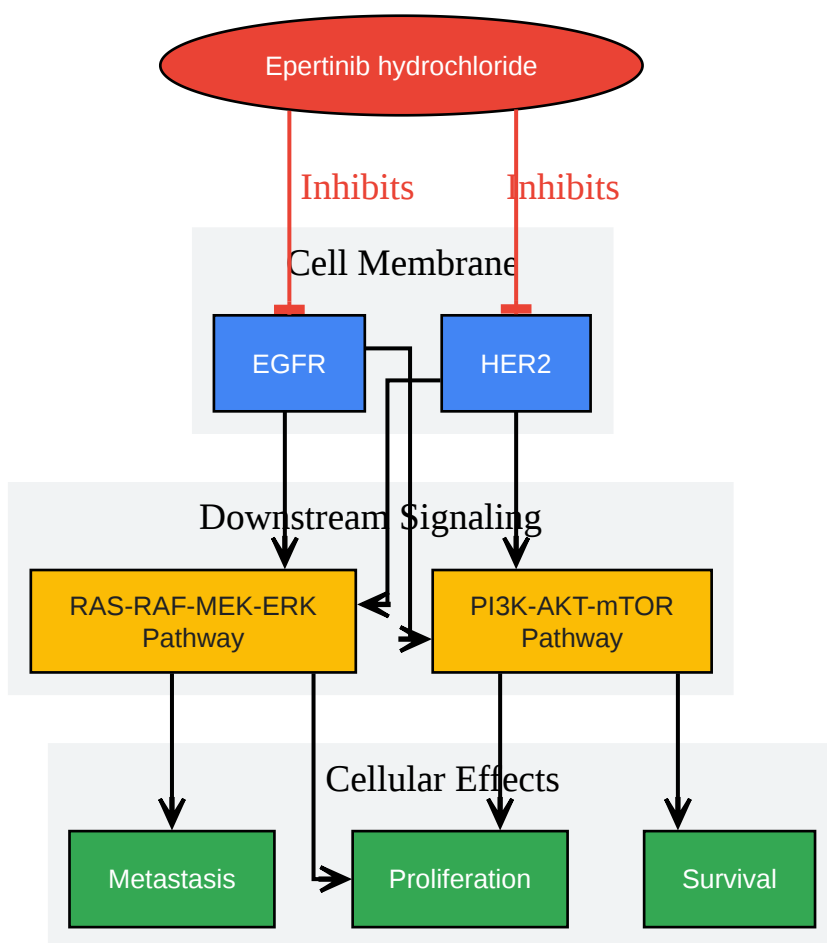 Epertinib hydrochloride
Inhibits
Inhibits
Cell Membrane
EGFR
HER2
Downstream Signaling
RAS-RAF-MEK-ERK
Pathway
PI3K-AKT-mTOR
Pathway
Cellular Effects
Metastasis
Proliferation
Survival